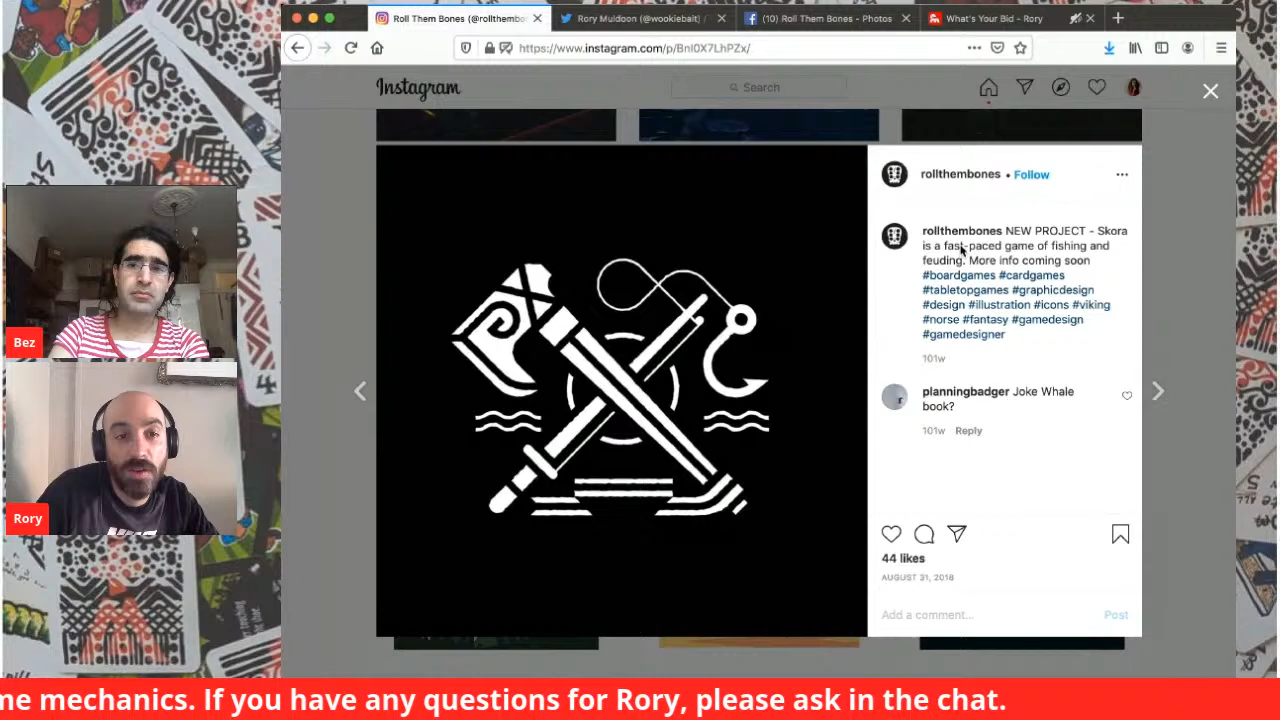 Roll Them Bones (@rollthembo
Rory Muldoon (@wookiebait) /
(10) Roll Them Bones - Photos
What's Your Bid - Rory
https://www.instagram.com/p/BnI0X7LhPZx/
Instagram
Search
rollthembones • Follow
rollthembones NEW PROJECT - Skora
is a fast-paced game of fishing and
feuding. More info coming soon
#boardgames #cardgames
#tabletopgames #graphicdesign
#design #illustration #icons #viking
#norse #fantasy #gamedesign
#gamedesigner
101w
planningbadger Joke Whale
book?
101w Reply
44 likes
AUGUST 31, 2018
Add a comment...
Post
Bez
Rory
me mechanics. If you have any questions for Rory, please ask in the chat.